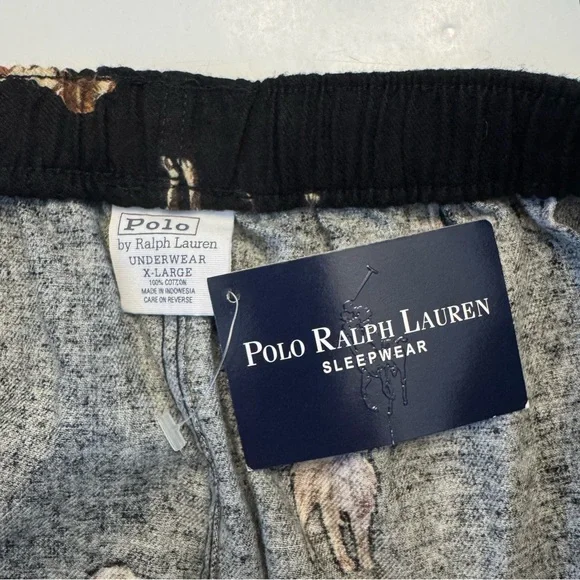 Polo
by Ralph Lauren
UNDERWEAR
X-LARGE
100% COTTON
MADE IN INDONESIA
CARE ON REVERSE
POLO RALPH LAUREN
SLEEPWEAR